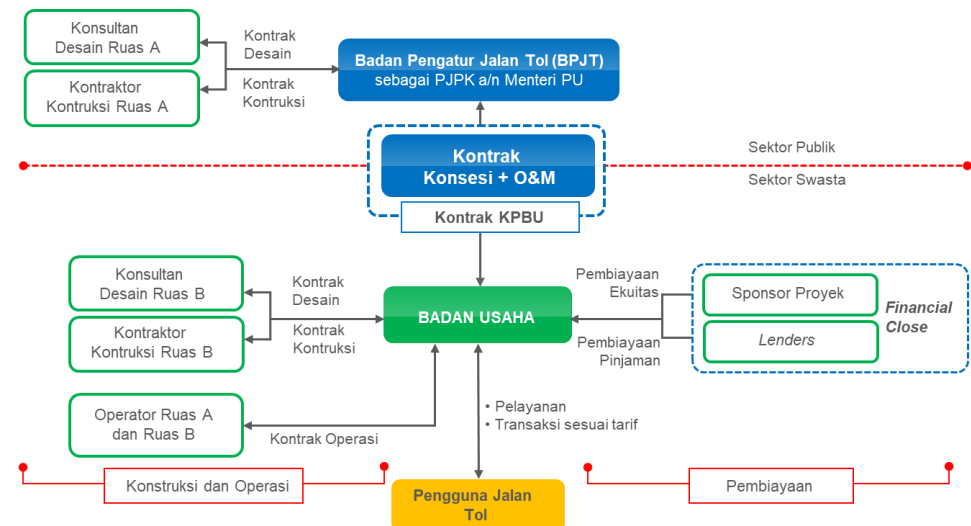 Konsultan
Desain Ruas A
Kontrak
Desain
Kontraktor
Kontruksi Ruas A
Kontrak
Kontruksi
Badan Pengatur Jalan Tol (BPJT)
sebagai PJPK a/n Menteri PU
Kontrak
Konsesi + O&M
Kontrak KPBU
Sektor Publik
Sektor Swasta
Konsultan
Desain Ruas B
Kontrak
Desain
Kontraktor
Kontruksi Ruas B
Kontrak
Kontruksi
BADAN USAHA
Pembiayaan
Ekuitas
Pembiayaan
Pinjaman
Sponsor Proyek
Lenders
Financial
Close
Operator Ruas A
dan Ruas B
Kontrak Operasi
• Pelayanan
• Transaksi sesuai tarif
Konstruksi dan Operasi
Pengguna Jalan
Tol
Pembiayaan